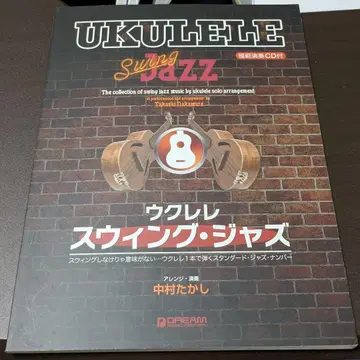 UKULELE
模範演奏CD付
Swing
Jazz
The collection of swing jazz music by ukulele solo arrangement
performance and arrangement by
Takashi Nakamura
ウクレレ
スウィング・ジャズ
スウィングしなけりゃ意味がない…ウクレレ1本で弾くスタンダード・ジャズ・ナンバー
アレンジ・演奏
中村たかし
DREAM